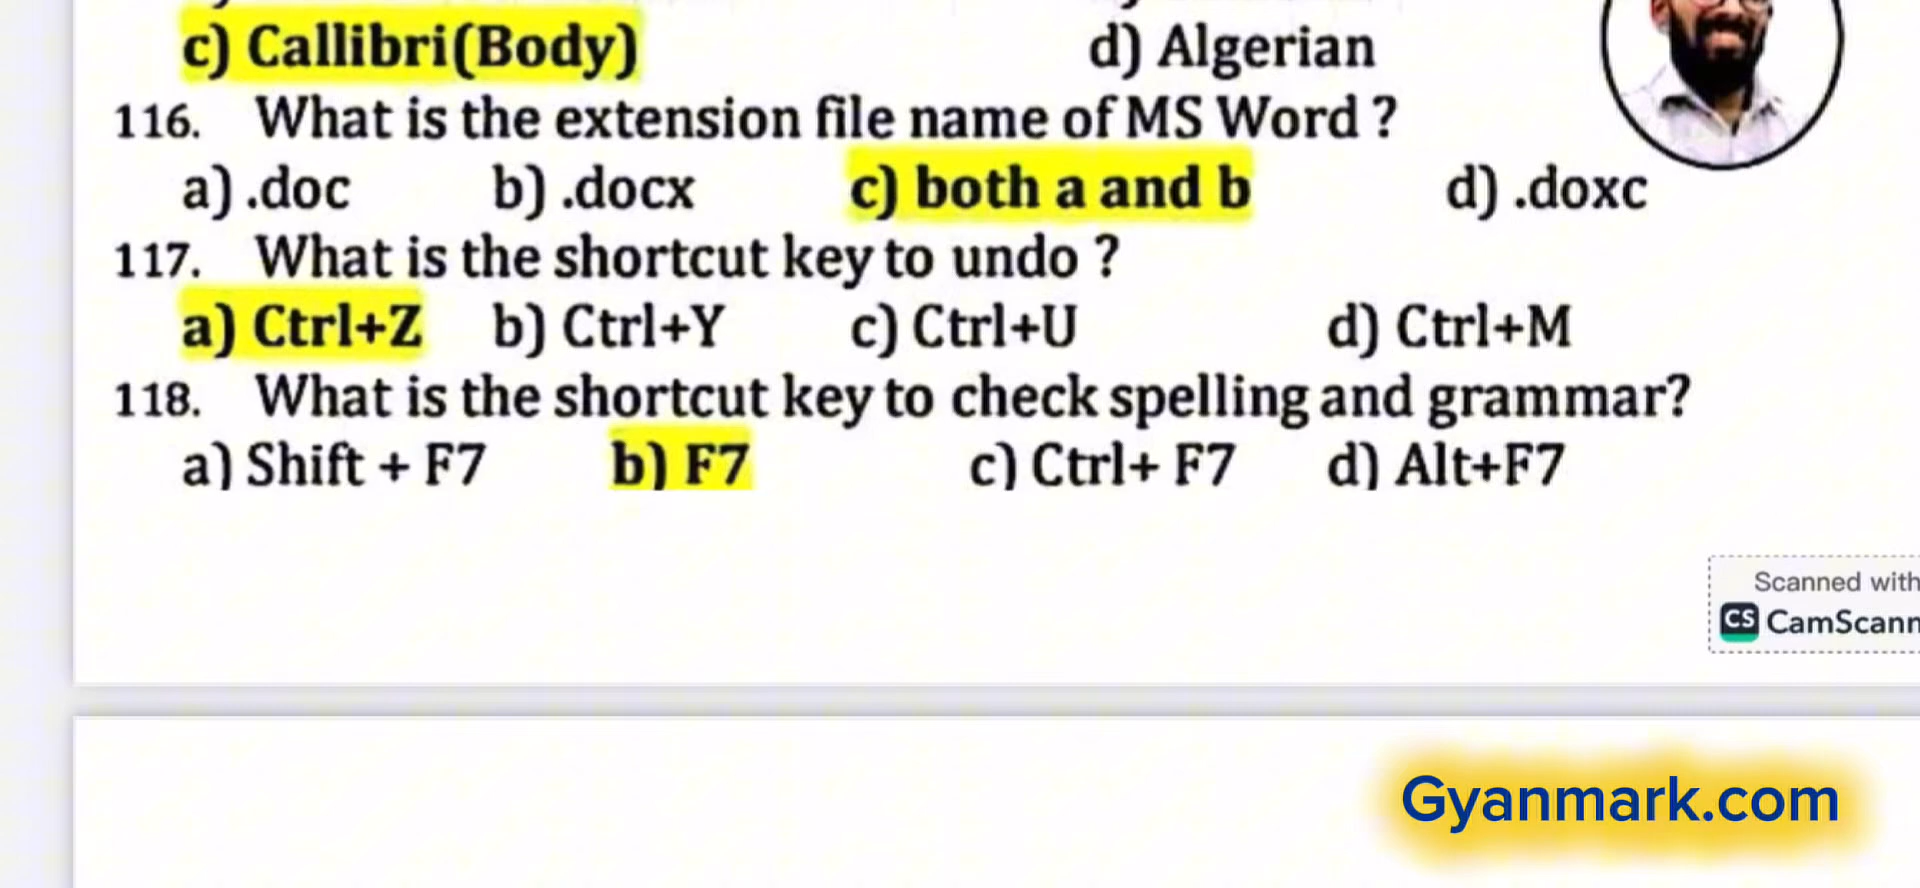 c) Callibri(Body) d) Algerian
116. What is the extension file name of MS Word ?
a) .doc b) .docx c) both a and b d) .doxc
117. What is the shortcut key to undo ?
a) Ctrl+Z b) Ctrl+Y c) Ctrl+U d) Ctrl+M
118. What is the shortcut key to check spelling and grammar?
a) Shift + F7 b) F7 c) Ctrl+ F7 d) Alt+F7
Scanned with
CS CamScann
Gyanmark.com